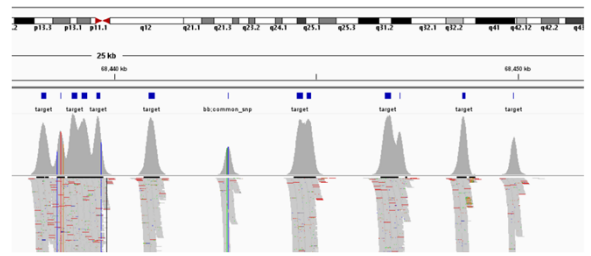 .2 p13.3 p13.1 p11.1 q12 q21.1 q21.3 q23.2 q24.1 q25.1 q25.3 q31.2 q32.1 q32.2 q41 q42.12 q42.2 q43
25 kb
68,440 kb 68,450 kb
target target target target bb:common_snp target target target target